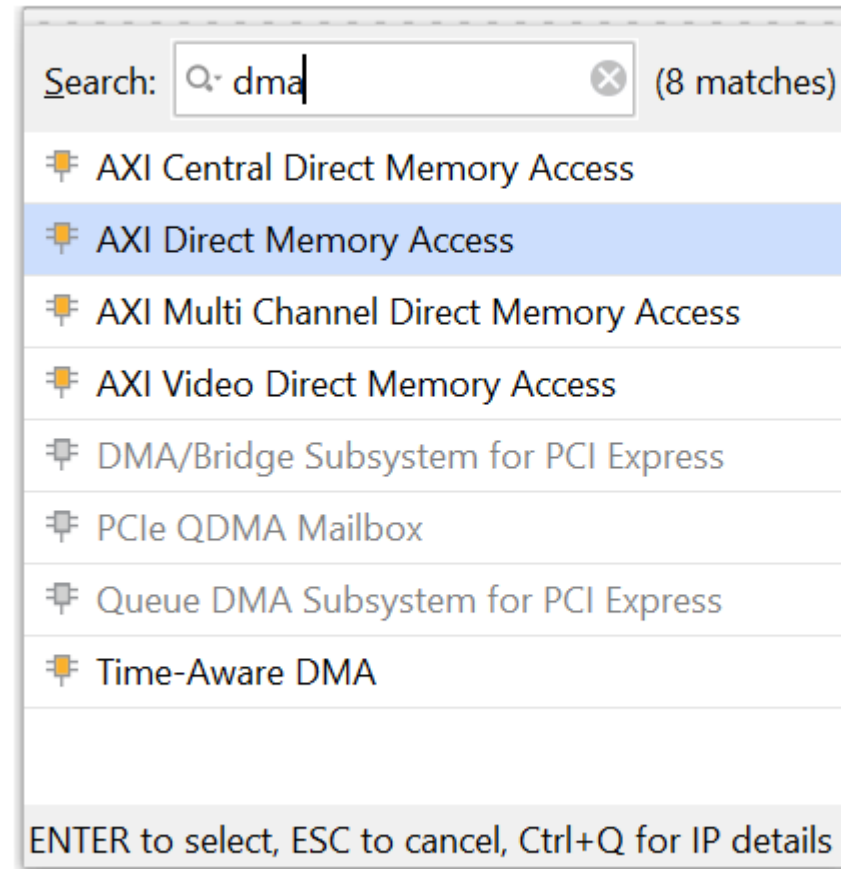 Search: dma (8 matches)
AXI Central Direct Memory Access
AXI Direct Memory Access
AXI Multi Channel Direct Memory Access
AXI Video Direct Memory Access
DMA/Bridge Subsystem for PCI Express
PCIe QDMA Mailbox
Queue DMA Subsystem for PCI Express
Time-Aware DMA
ENTER to select, ESC to cancel, Ctrl+Q for IP details